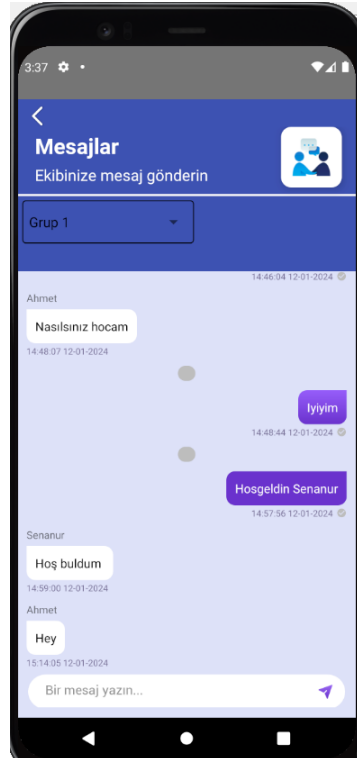 3:37
Mesajlar
Ekibinize mesaj gönderin
Grup 1
14:46:04 12-01-2024
Ahmet
Nasılsınız hocam
14:48:07 12-01-2024
Iyiyim
14:48:44 12-01-2024
Hosgeldin Senanur
14:57:56 12-01-2024
Senanur
Hoş buldum
14:59:00 12-01-2024
Ahmet
Hey
15:14:05 12-01-2024
Bir mesaj yazın...